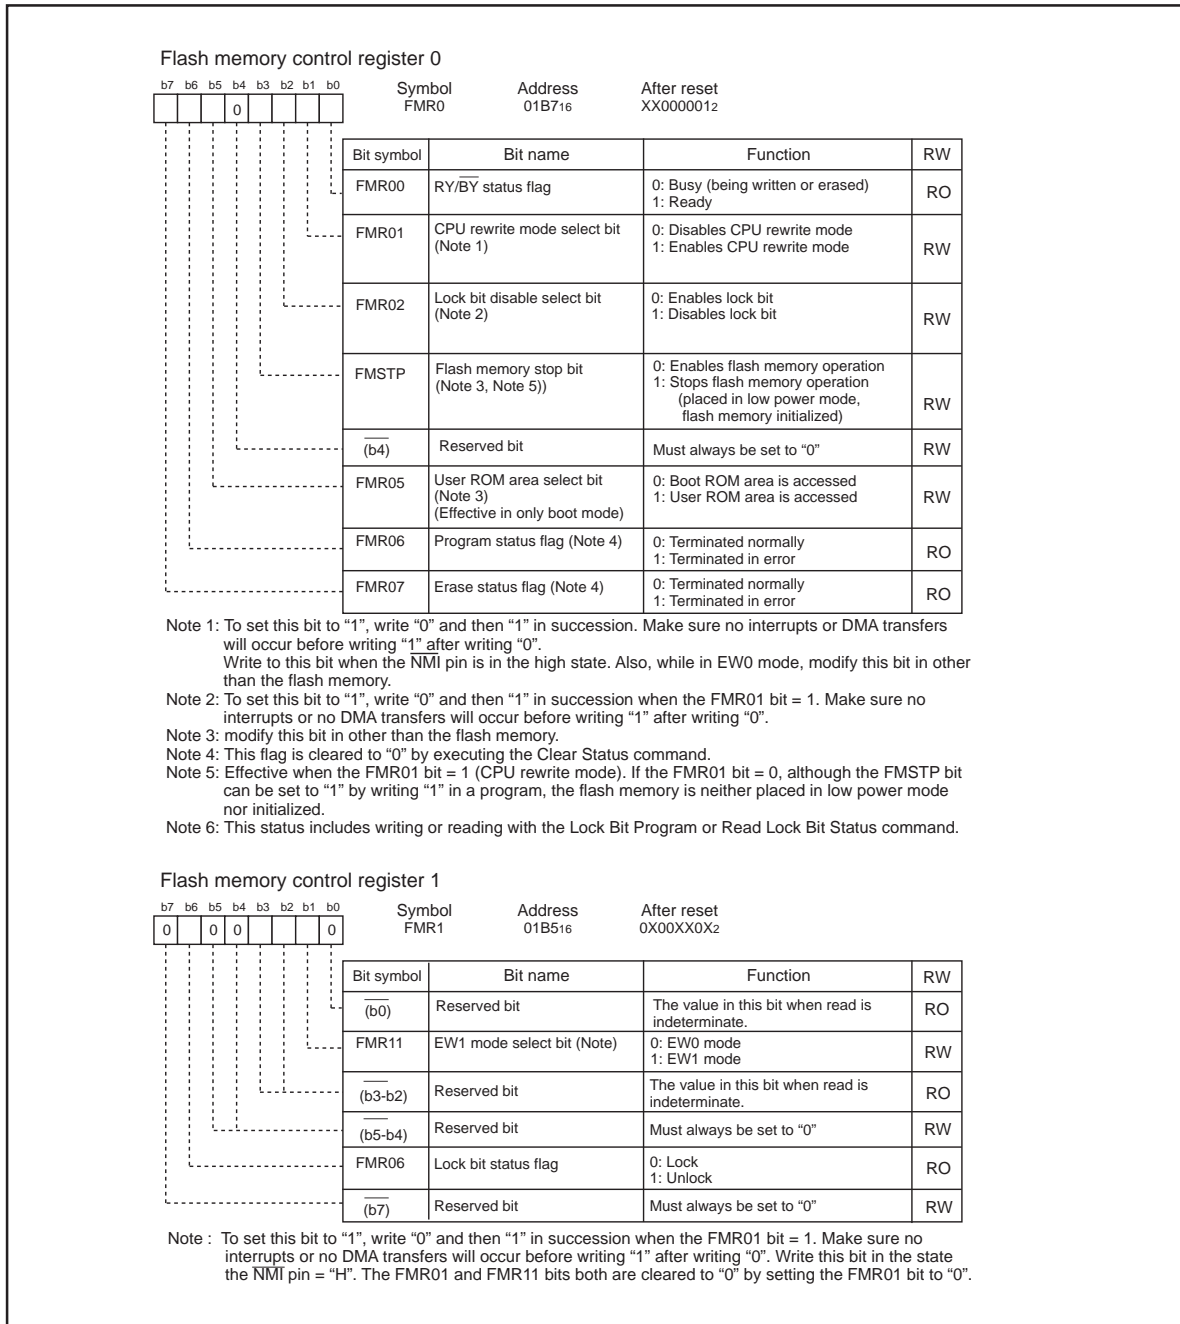 Flash memory control register 0
b7 b6 b5 b4 b3 b2 b1 b0 Symbol Address After reset
0 FMR0 01B716 XX0000012
Bit symbol Bit name Function RW
FMR00 RY/BY status flag 0: Busy (being written or erased) RO
1: Ready
FMR01 CPU rewrite mode select bit 0: Disables CPU rewrite mode RW
(Note 1) 1: Enables CPU rewrite mode
FMR02 Lock bit disable select bit 0: Enables lock bit RW
(Note 2) 1: Disables lock bit
FMSTP Flash memory stop bit 0: Enables flash memory operation RW
(Note 3, Note 5)) 1: Stops flash memory operation
(placed in low power mode,
flash memory initialized)
(b4) Reserved bit Must always be set to “0” RW
FMR05 User ROM area select bit 0: Boot ROM area is accessed RW
(Note 3) 1: User ROM area is accessed
(Effective in only boot mode)
FMR06 Program status flag (Note 4) 0: Terminated normally RO
1: Terminated in error
FMR07 Erase status flag (Note 4) 0: Terminated normally RO
1: Terminated in error
Note 1: To set this bit to “1”, write “0” and then “1” in succession. Make sure no interrupts or DMA transfers
will occur before writing “1” after writing “0”.
Write to this bit when the NMI pin is in the high state. Also, while in EW0 mode, modify this bit in other
than the flash memory.
Note 2: To set this bit to “1”, write “0” and then “1” in succession when the FMR01 bit = 1. Make sure no
interrupts or no DMA transfers will occur before writing “1” after writing “0”.
Note 3: modify this bit in other than the flash memory.
Note 4: This flag is cleared to “0” by executing the Clear Status command.
Note 5: Effective when the FMR01 bit = 1 (CPU rewrite mode). If the FMR01 bit = 0, although the FMSTP bit
can be set to “1” by writing “1” in a program, the flash memory is neither placed in low power mode
nor initialized.
Note 6: This status includes writing or reading with the Lock Bit Program or Read Lock Bit Status command.
Flash memory control register 1
b7 b6 b5 b4 b3 b2 b1 b0 Symbol Address After reset
0 0 0 0 FMR1 01B516 0X00XX0X2
Bit symbol Bit name Function RW
(b0) Reserved bit The value in this bit when read is RO
indeterminate.
FMR11 EW1 mode select bit (Note) 0: EW0 mode RW
1: EW1 mode
(b3-b2) Reserved bit The value in this bit when read is RO
indeterminate.
(b5-b4) Reserved bit Must always be set to “0” RW
FMR06 Lock bit status flag 0: Lock RO
1: Unlock
(b7) Reserved bit Must always be set to “0” RW
Note : To set this bit to “1”, write “0” and then “1” in succession when the FMR01 bit = 1. Make sure no
interrupts or no DMA transfers will occur before writing “1” after writing “0”. Write this bit in the state
the NMI pin = “H”. The FMR01 and FMR11 bits both are cleared to “0” by setting the FMR01 bit to “0”.